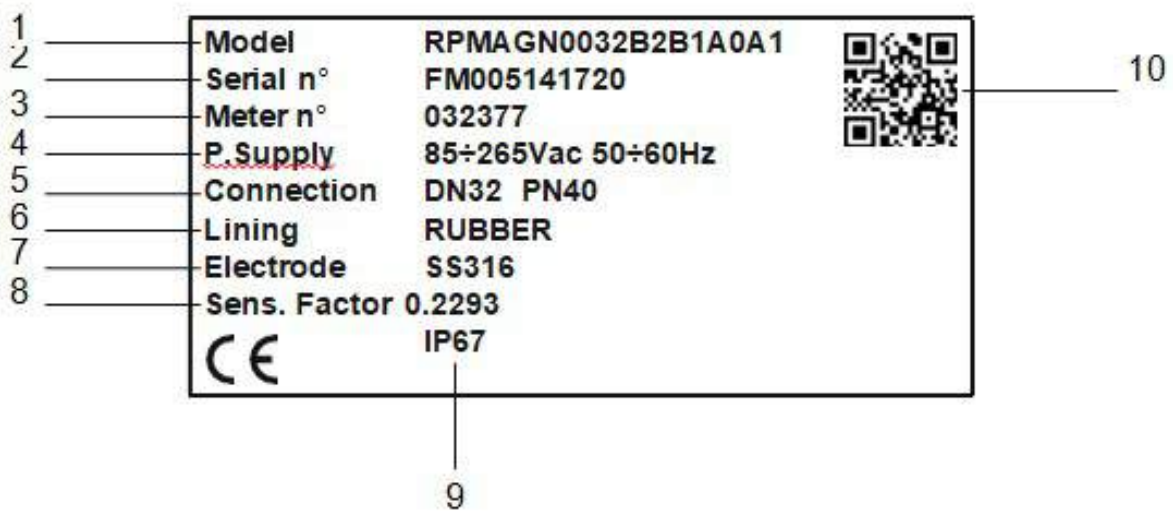 1
Model RPMAGN0032B2B1A0A1
2
Serial n° FM005141720
10
3
Meter n° 032377
4
P.Supply 85÷265Vac 50÷60Hz
5
Connection DN32 PN40
6
Lining RUBBER
7
Electrode SS316
8
Sens. Factor 0.2293
IP67
CE
9